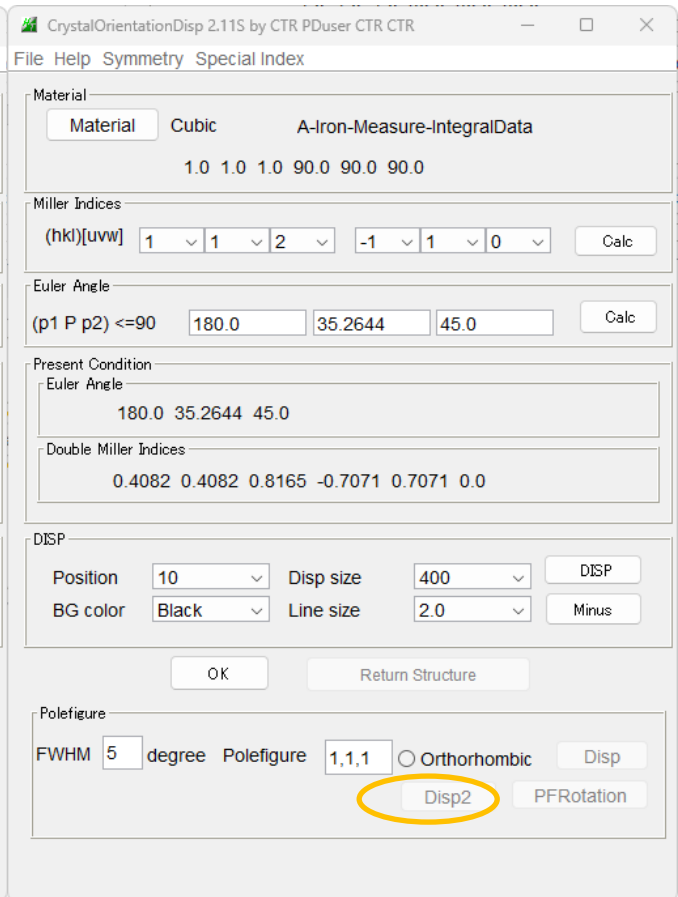 CrystalOrientationDisp 2.11S by CTR PDuser CTR CTR
File Help Symmetry Special Index
Material
Material Cubic A-Iron-Measure-IntegralData
1.0 1.0 1.0 90.0 90.0 90.0
Miller Indices
(hkl)[uvw] 1 1 2 -1 1 0 Calc
Euler Angle
(p1 P p2) <=90 180.0 35.2644 45.0 Calc
Present Condition
Euler Angle
180.0 35.2644 45.0
Double Miller Indices
0.4082 0.4082 0.8165 -0.7071 0.7071 0.0
DISP
Position 10 Disp size 400 DISP
BG color Black Line size 2.0 Minus
OK Return Structure
Polefigure
FWHM 5 degree Polefigure 1,1,1 Orthorhombic Disp
Disp2 PFRotation